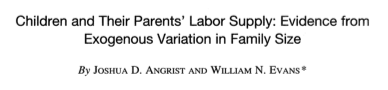 Children and Their Parents' Labor Supply: Evidence from
Exogenous Variation in Family Size
By JOSHUA D. ANGRIST AND WILLIAM N. EVANS*